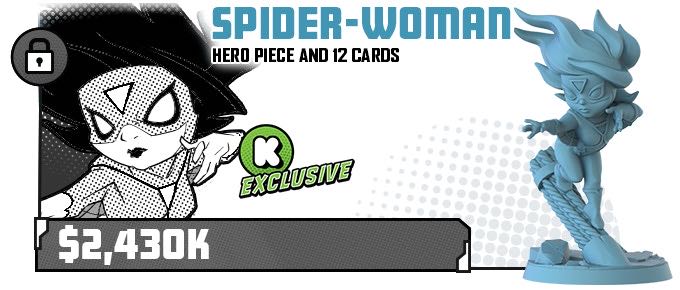 SPIDER-WOMAN
HERO PIECE AND 12 CARDS
K
EXCLUSIVE
$2,430K